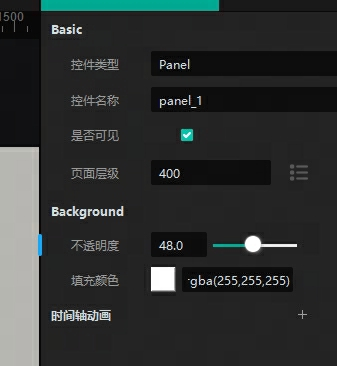 1500
Basic
控件类型 Panel
控件名称 panel_1
是否可见
页面层级 400
Background
不透明度 48.0
填充颜色 gba(255,255,255)
时间轴动画 +